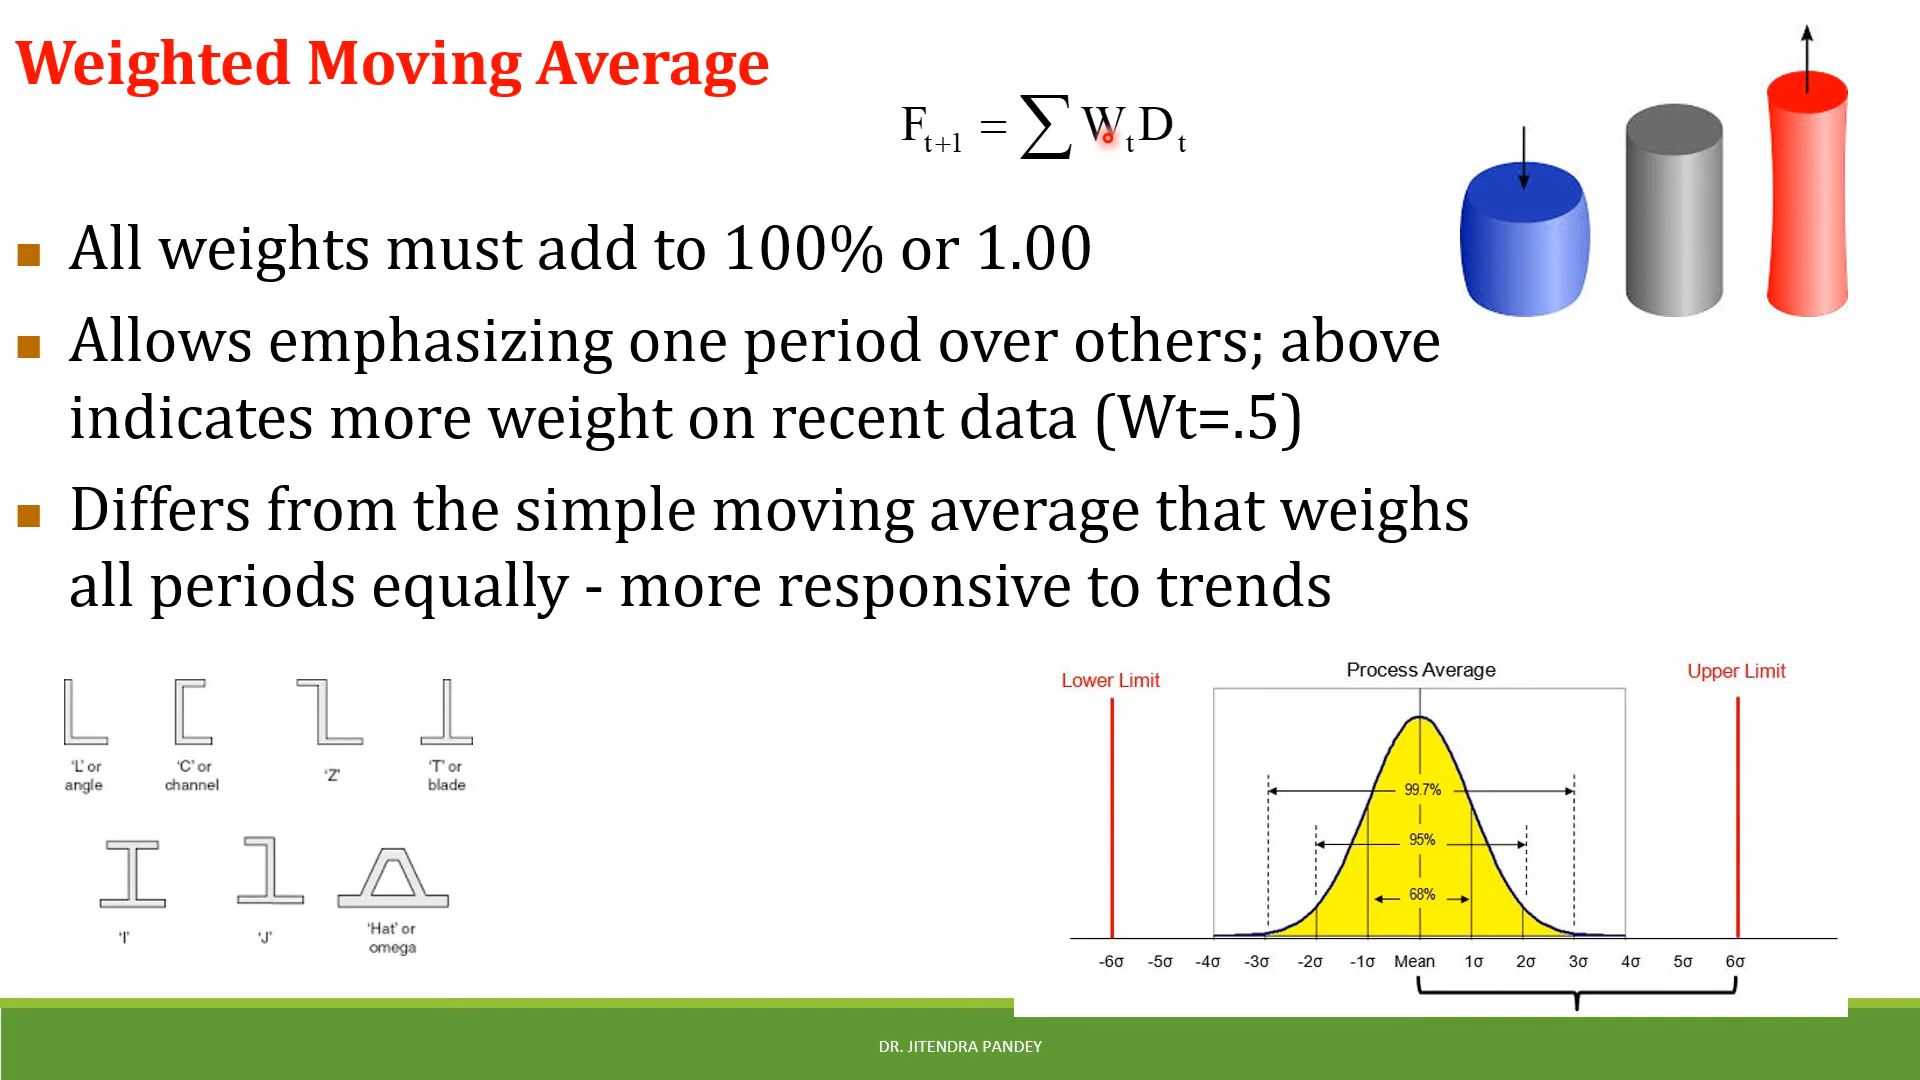 Weighted Moving Average
F_{t+1} = ∑ W_t D_t
All weights must add to 100% or 1.00
Allows emphasizing one period over others; above
indicates more weight on recent data (Wt=.5)
Differs from the simple moving average that weighs
all periods equally - more responsive to trends
'L' or
angle
'C' or
channel
'Z'
'T' or
blade
'I'
'J'
'Hat' or
omega
Lower Limit
Process Average
Upper Limit
99.7%
95%
68%
-6σ -5σ -4σ -3σ -2σ -1σ Mean 1σ 2σ 3σ 4σ 5σ 6σ
DR. JITENDRA PANDEY